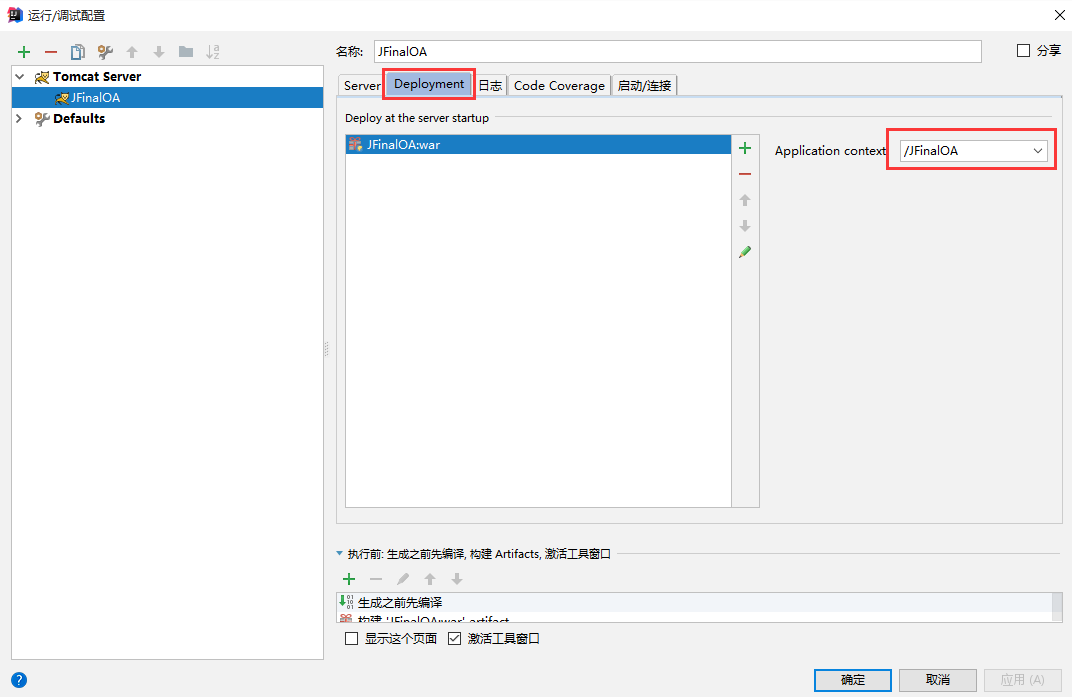 运行/调试配置
名称: JFinalOA 分享
Tomcat Server
JFinalOA
Defaults
Server Deployment 日志 Code Coverage 启动/连接
Deploy at the server startup
JFinalOA:war
Application context /JFinalOA
执行前: 生成之前先编译, 构建 Artifacts, 激活工具窗口
生成之前先编译
构建 'JFinalOA:war' artifact
显示这个页面 激活工具窗口
确定 取消 应用 (A)